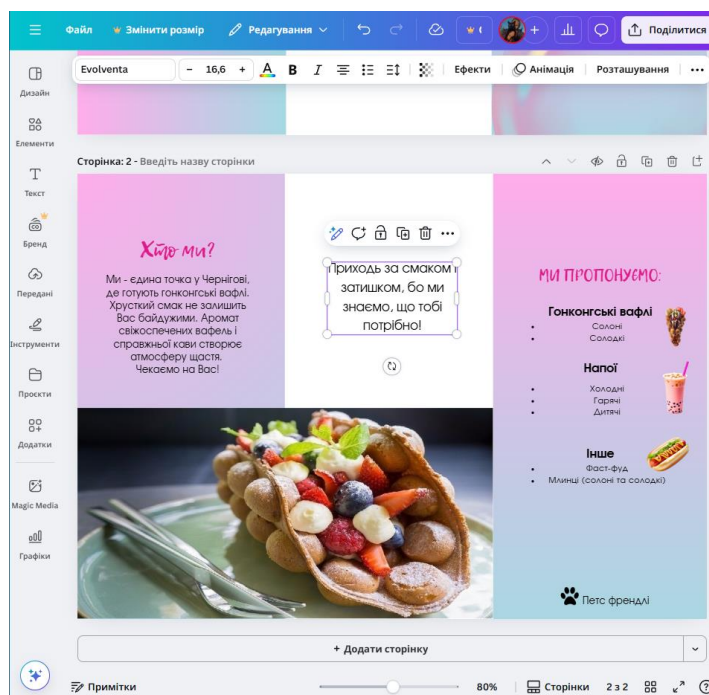 Файл
Змінити розмір
Редагування
+
Поділитися
Дизайн
Елементи
Текст
Бренд
Передані
Інструменти
Проєкти
Додатки
Magic Media
Графіки
Evolventa
– 16,6 +
A B I
Ефекти
Анімація
Розташування
Сторінка: 2 - Введіть назву сторінки
Хто ми?
Ми - єдина точка у Чернігові,
де готують гонконгські вафлі.
Хрусткий смак не залишить
Вас байдужими. Аромат
свіжоспечених вафель і
справжньої кави створює
атмосферу щастя.
Чекаємо на Вас!
Приходь за смаком і
затишком, бо ми
знаємо, що тобі
потрібно!
МИ ПРОПОНУЄМО:
Гонконгські вафлі
• Солоні
• Солодкі
Напої
• Холодні
• Гарячі
• Дитячі
Інше
• Фаст-фуд
• Млинці (солоні та солодкі)
Петс френдлі
+ Додати сторінку
Примітки
80%
Сторінки
2 з 2